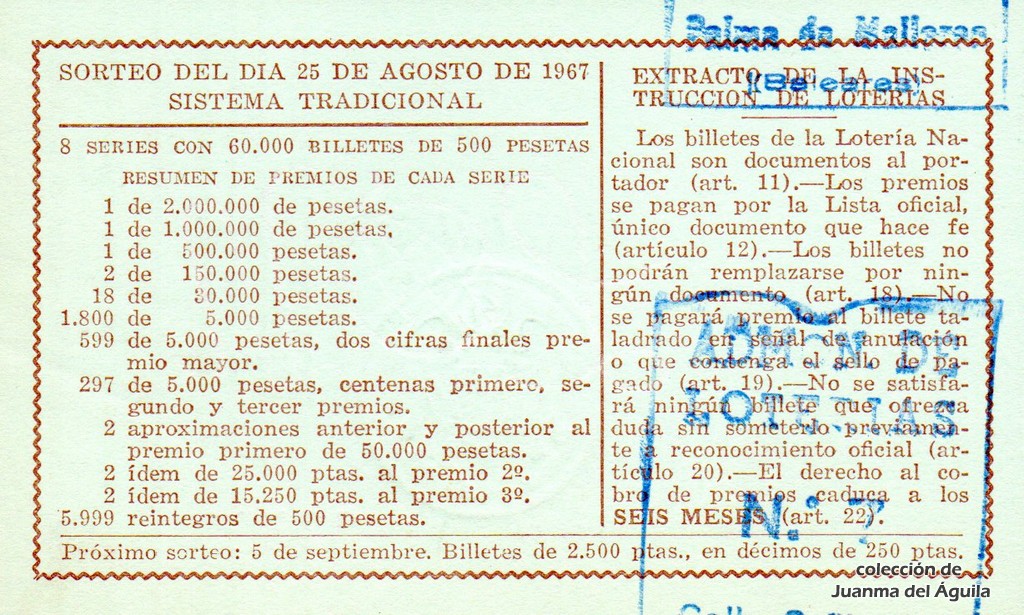 Palma de Mallorca
(Baleares)
SORTEO DEL DIA 25 DE AGOSTO DE 1967
SISTEMA TRADICIONAL
8 SERIES CON 60.000 BILLETES DE 500 PESETAS
RESUMEN DE PREMIOS DE CADA SERIE
1 de 2.000.000 de pesetas.
1 de 1.000.000 de pesetas.
1 de 500.000 pesetas.
2 de 150.000 pesetas.
18 de 30.000 pesetas.
1.800 de 5.000 pesetas.
599 de 5.000 pesetas, dos cifras finales pre-
mio mayor.
297 de 5.000 pesetas, centenas primero, se-
gundo y tercer premios.
2 aproximaciones anterior y posterior al
premio primero de 50.000 pesetas.
2 ídem de 25.000 ptas. al premio 2º.
2 ídem de 15.250 ptas. al premio 3º.
5.999 reintegros de 500 pesetas.
EXTRACTO DE LA INS-
TRUCCION DE LOTERIAS
Los billetes de la Lotería Na-
cional son documentos al por-
tador (art. 11).—Los premios
se pagan por la Lista oficial,
único documento que hace fe
(artículo 12).—Los billetes no
podrán remplazarse por nin-
gún documento (art. 18).—No
se pagará premio al billete ta-
ladrado en señal de anulación
o que contenga el sello de pa-
gado (art. 19).—No se satisfa-
rá ningún billete que ofrezca
duda sin someterlo previamen-
te a reconocimiento oficial (ar-
tículo 20).—El derecho al co-
bro de premios caduca a los
SEIS MESES (art. 22).
ADMON DE
LOTERIAS
N.º 7
Próximo sorteo: 5 de septiembre. Billetes de 2.500 ptas., en décimos de 250 ptas.
colección de
Juanma del Águila